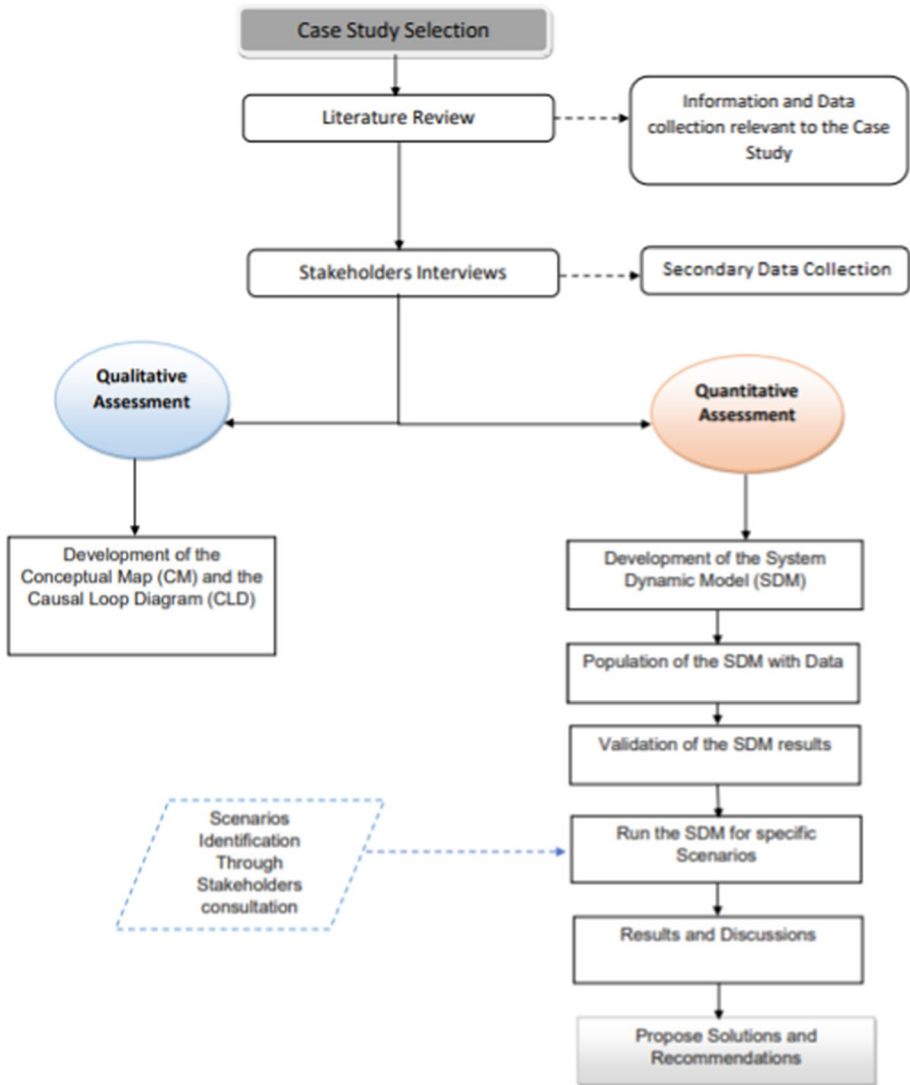 Case Study Selection
Literature Review
Information and Data
collection relevant to the Case
Study
Stakeholders Interviews
Secondary Data Collection
Qualitative
Assessment
Quantitative
Assessment
Development of the
Conceptual Map (CM) and the
Causal Loop Diagram (CLD)
Development of the System
Dynamic Model (SDM)
Population of the SDM with Data
Validation of the SDM results
Scenarios
Identification
Through
Stakeholders
consultation
Run the SDM for specific
Scenarios
Results and Discussions
Propose Solutions and
Recommendations